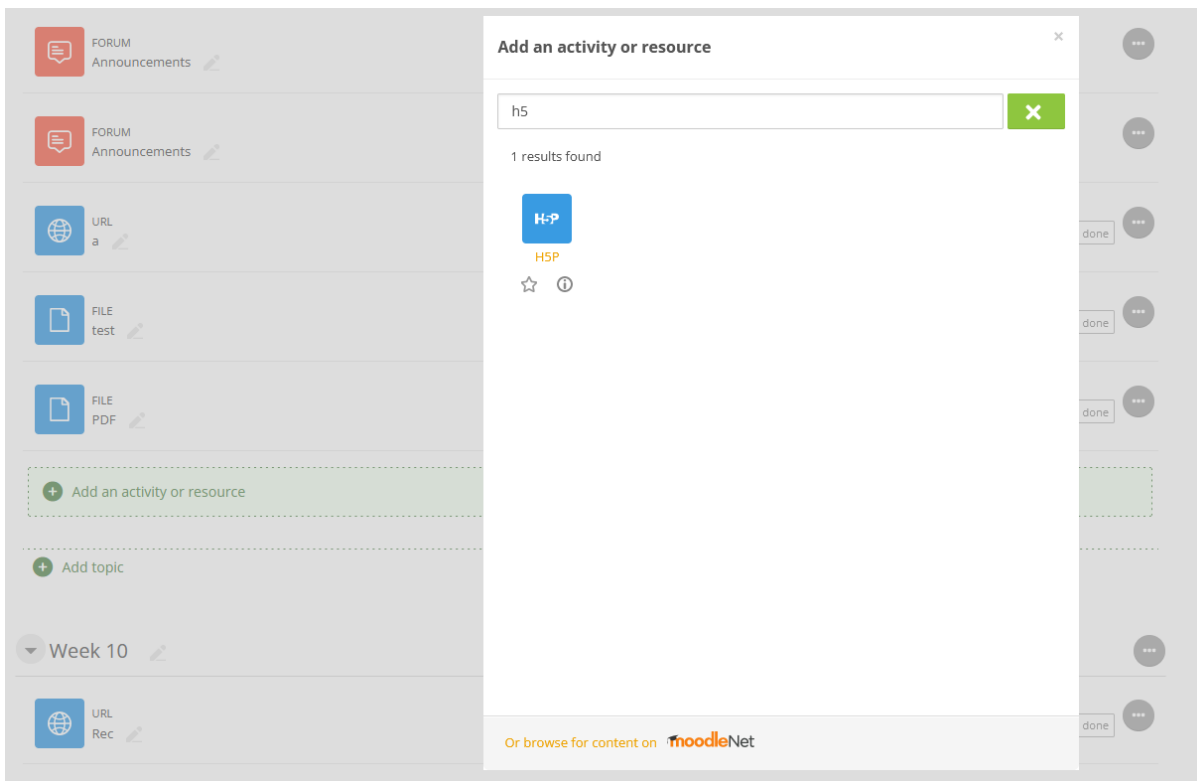 FORUM
Announcements
FORUM
Announcements
URL
a
done
FILE
test
done
FILE
PDF
done
Add an activity or resource
Add topic
Week 10
URL
Rec
done
Add an activity or resource
×
h5
1 results found
H5P
H5P
Or browse for content on moodleNet